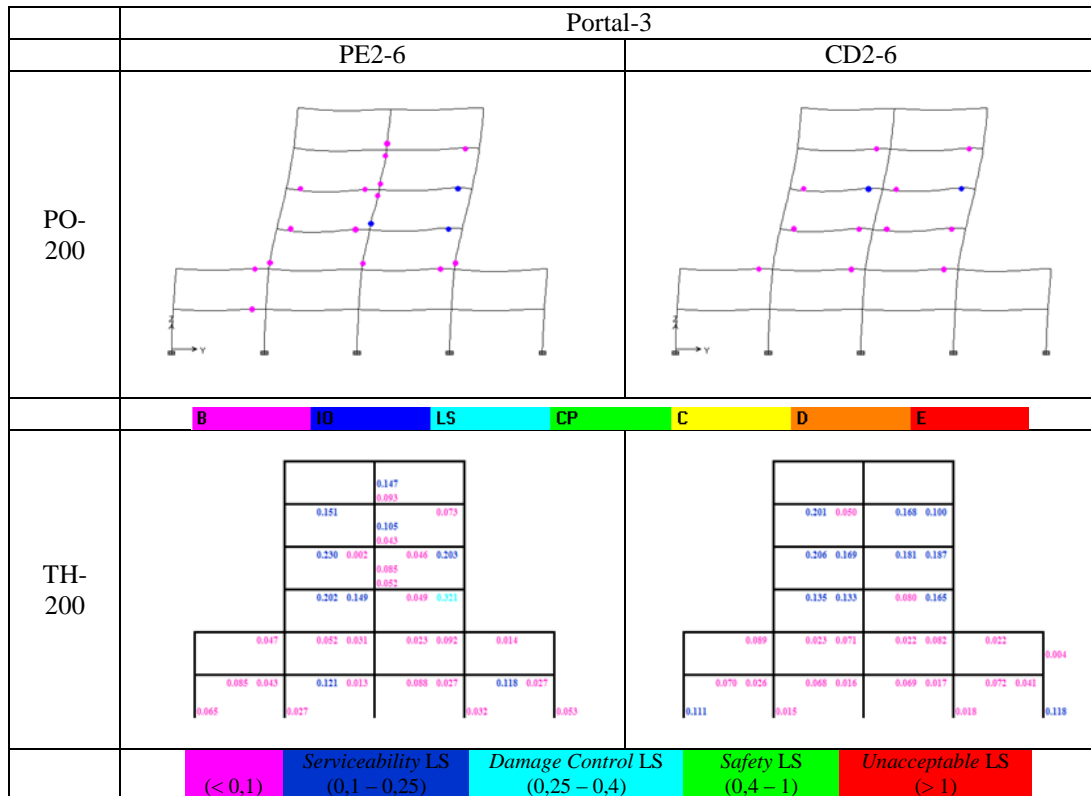 Portal-3
PE2-6 CD2-6
PO-
200
Z
Y
Z
Y
B IO LS CP C D E
TH-
200
0.147
0.093
0.151 0.073
0.105
0.043
0.230 0.002 0.046 0.203
0.085
0.052
0.202 0.149 0.049 0.321
0.047 0.052 0.031 0.023 0.092 0.014
0.085 0.043 0.121 0.013 0.088 0.027 0.118 0.027
0.065 0.027 0.032 0.053
0.201 0.050 0.168 0.100
0.206 0.169 0.181 0.187
0.135 0.133 0.080 0.165
0.089 0.023 0.071 0.022 0.082 0.022
0.004
0.070 0.026 0.068 0.016 0.069 0.017 0.072 0.041
0.111 0.015 0.018 0.118
Serviceability LS Damage Control LS Safety LS Unacceptable LS
(< 0,1) (0,1 – 0,25) (0,25 – 0,4) (0,4 – 1) (> 1)